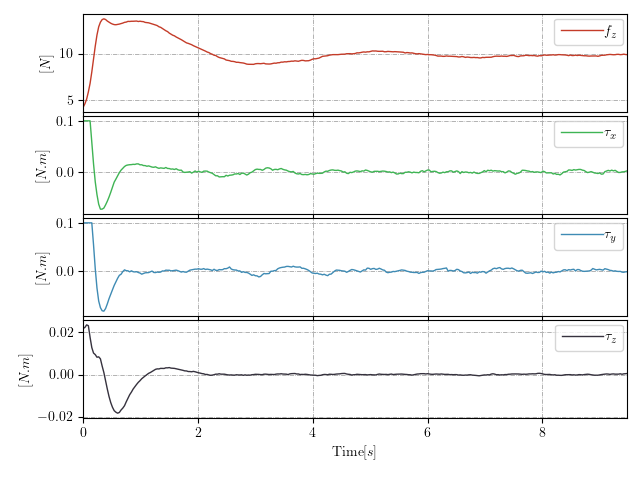 f_z
[N]
10
5
τ_x
[N.m]
0.1
0.0
τ_y
[N.m]
0.1
0.0
τ_z
[N.m]
0.02
0.00
−0.02
0 2 4 6 8
Time[s]